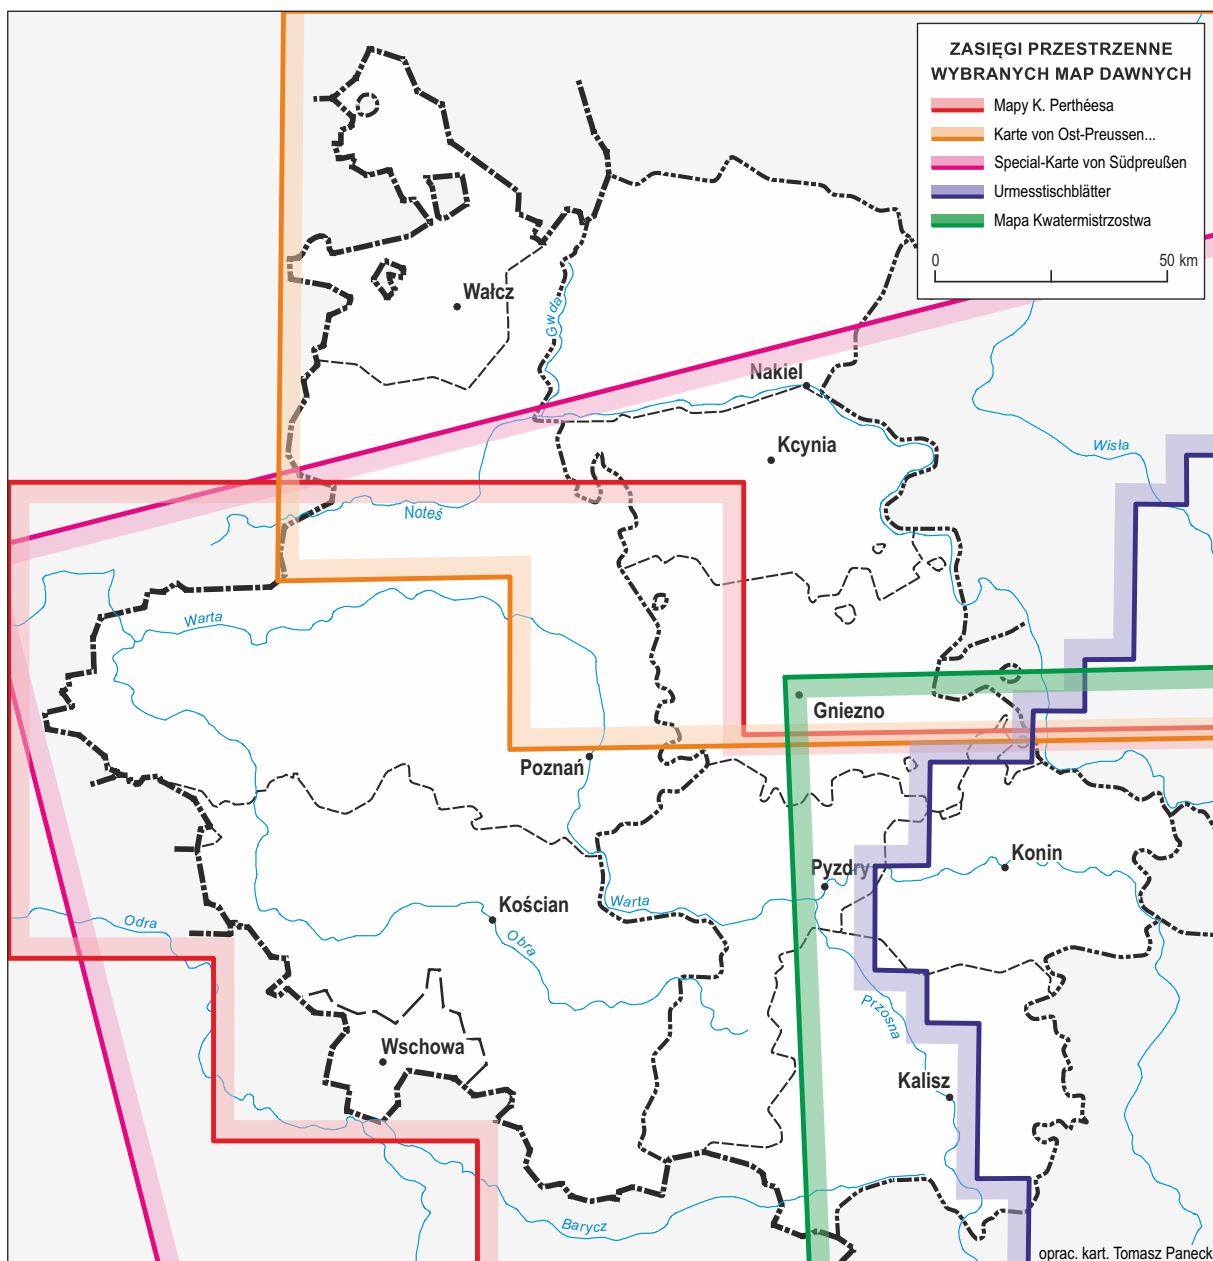 ZASIĘGI PRZESTRZENNE
WYBRANYCH MAP DAWNYCH
Mapy K. Perthéesa
Karte von Ost-Preussen...
Special-Karte von Südpreußen
Urmesstischblätter
Mapa Kwatermistrzostwa
0 50 km
Wałcz
Gwda
Nakiel
Kcynia
Wisła
Noteś
Warta
Gniezno
Poznań
Pyzdry
Konin
Kościan
Warta
Odra
Obra
Przosna
Wschowa
Kalisz
Barycz
oprac. kart. Tomasz Paneck